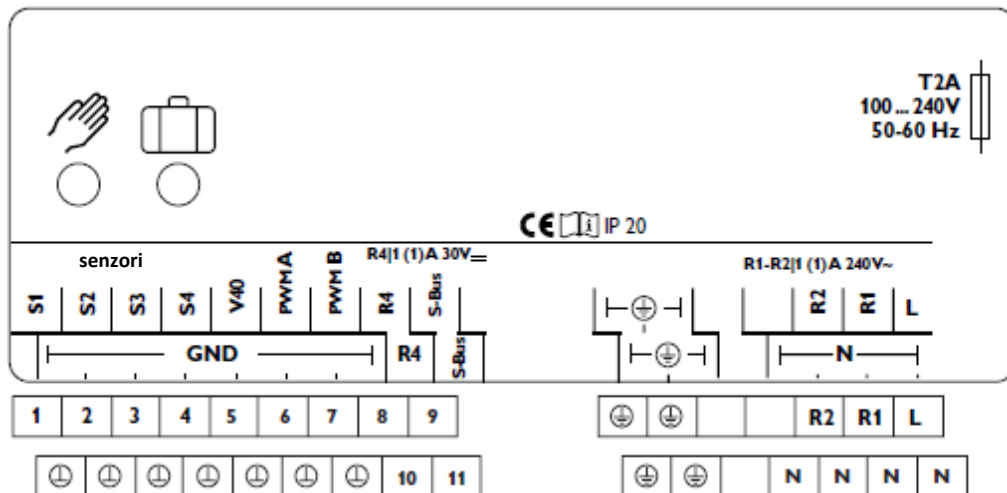 T2A
100 ... 240V
50-60 Hz
CE i IP 20
senzori
R4|1 (1) A 30V
R1-R2|1 (1) A 240V~
S1 S2 S3 S4 V40 PWM A PWM B R4 S-Bus R2 R1 L
GND R4 S-Bus N
1 2 3 4 5 6 7 8 9 R2 R1 L
10 11 N N N N